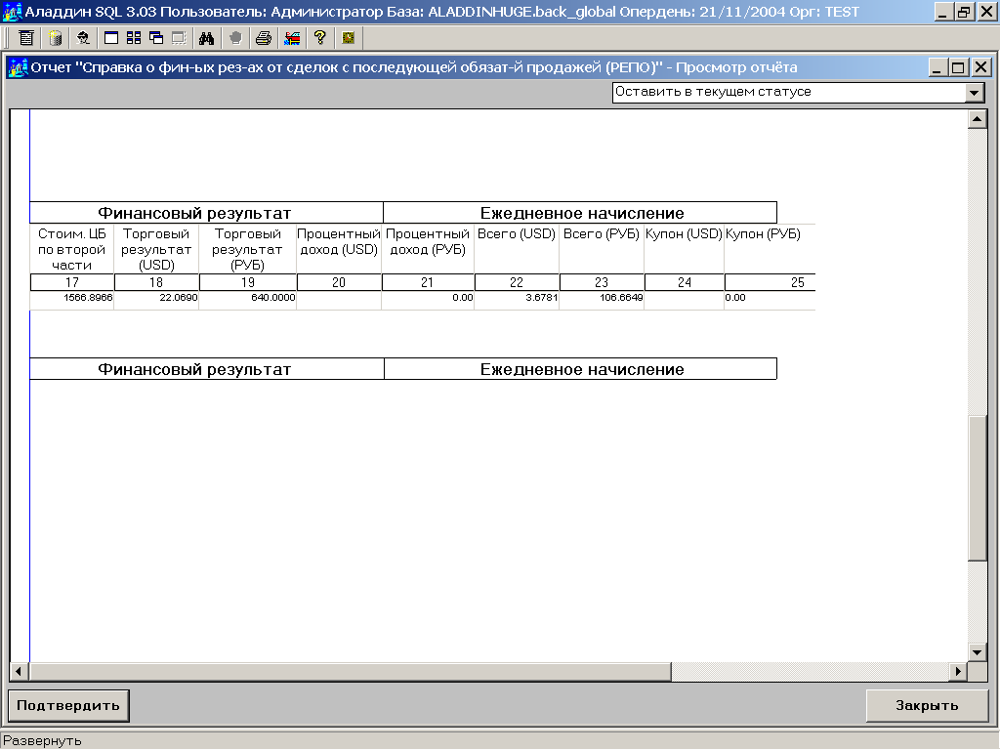 Аладдин SQL 3.03 Пользователь: Администратор База: ALADDINHUGE.back_global Опердень: 21/11/2004 Орг: TEST
Отчет "Справка о фин-ых рез-ах от сделок с последующей обязат-й продажей (РЕПО)" - Просмотр отчёта
Оставить в текущем статусе
Финансовый результат Ежедневное начисление
Стоим. ЦБ Торговый Торговый Процентный Процентный Всего (USD) Всего (РУБ) Купон (USD) Купон (РУБ)
по второй результат результат доход (USD) доход (РУБ)
части (USD) (РУБ)
17 18 19 20 21 22 23 24 25
1566.8966 22.0690 640.0000 0.00 3.6781 106.6649 0.00
Финансовый результат Ежедневное начисление
Подтвердить Закрыть
Развернуть